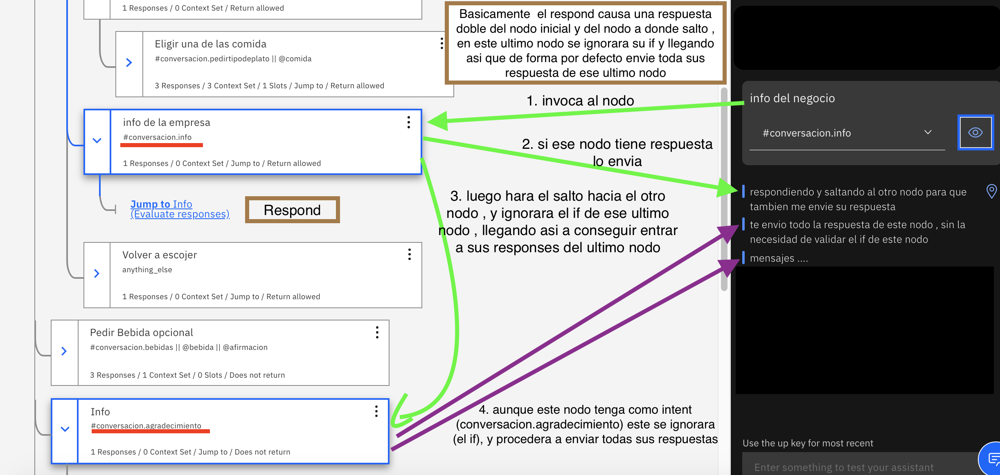 1 Responses / 0 Context Set / Return allowed
Basicamente  el respond causa una respuesta
doble del nodo inicial y del nodo a donde salto ,
en este ultimo nodo se ignorara su if y llegando
asi que de forma por defecto envie toda sus
respuesta de ese ultimo nodo
Eligir una de las comida
#conversacion.pedirtipodeplato || @comida
3 Responses / 3 Context Set / 1 Slots / Jump to / Return allowed
1. invoca al nodo
info del negocio
#conversacion.info
info de la empresa
#conversacion.info
1 Responses / 0 Context Set / Jump to / Return allowed
2. si ese nodo tiene respuesta
lo envia
respondiendo y saltando al otro nodo para que
tambien me envie su respuesta
te envio todo la respuesta de este nodo , sin la
necesidad de validar el if de este nodo
mensajes ....
Jump to Info
(Evaluate responses)
Respond
3. luego hara el salto hacia el otro
nodo , y ignorara el if de ese ultimo
nodo , llegando asi a conseguir entrar
a sus responses del ultimo nodo
Volver a escojer
anything_else
1 Responses / 0 Context Set / Jump to / Return allowed
Pedir Bebida opcional
#conversacion.bebidas || @bebida || @afirmacion
3 Responses / 1 Context Set / 0 Slots / Does not return
Info
#conversacion.agradecimiento
1 Responses / 0 Context Set / Jump to / Does not return
4. aunque este nodo tenga como intent
(conversacion.agradecimiento) este se ignorara
(el if), y procedera a enviar todas sus respuestas
Use the up key for most recent
Enter something to test your assistant